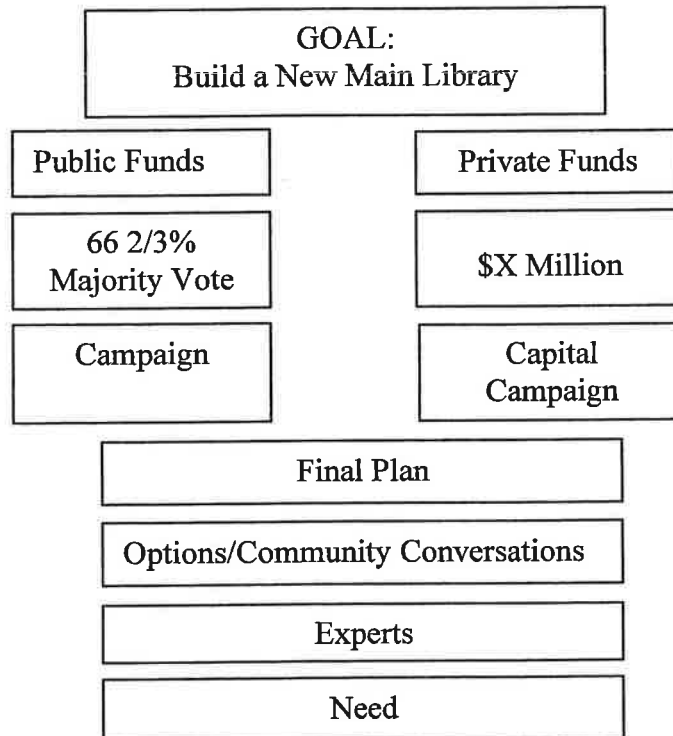 GOAL:
Build a New Main Library
Public Funds
Private Funds
66 2/3%
Majority Vote
$X Million
Campaign
Capital
Campaign
Final Plan
Options/Community Conversations
Experts
Need